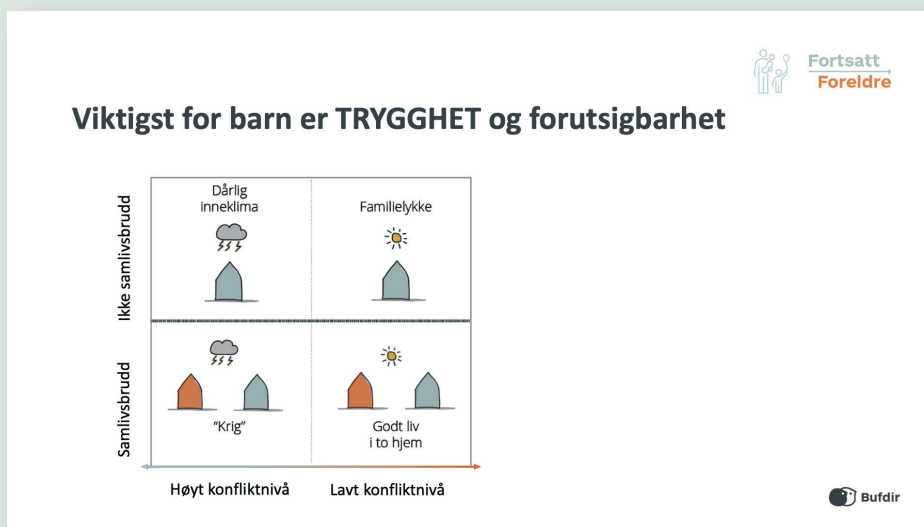 Fortsatt
Foreldre
Viktigst for barn er TRYGGHET og forutsigbarhet
Ikke samlivsbrudd
Dårlig
inneklima
Familielykke
Samlivsbrudd
"Krig"
Godt liv
i to hjem
Høyt konfliktnivå
Lavt konfliktnivå
Bufdir